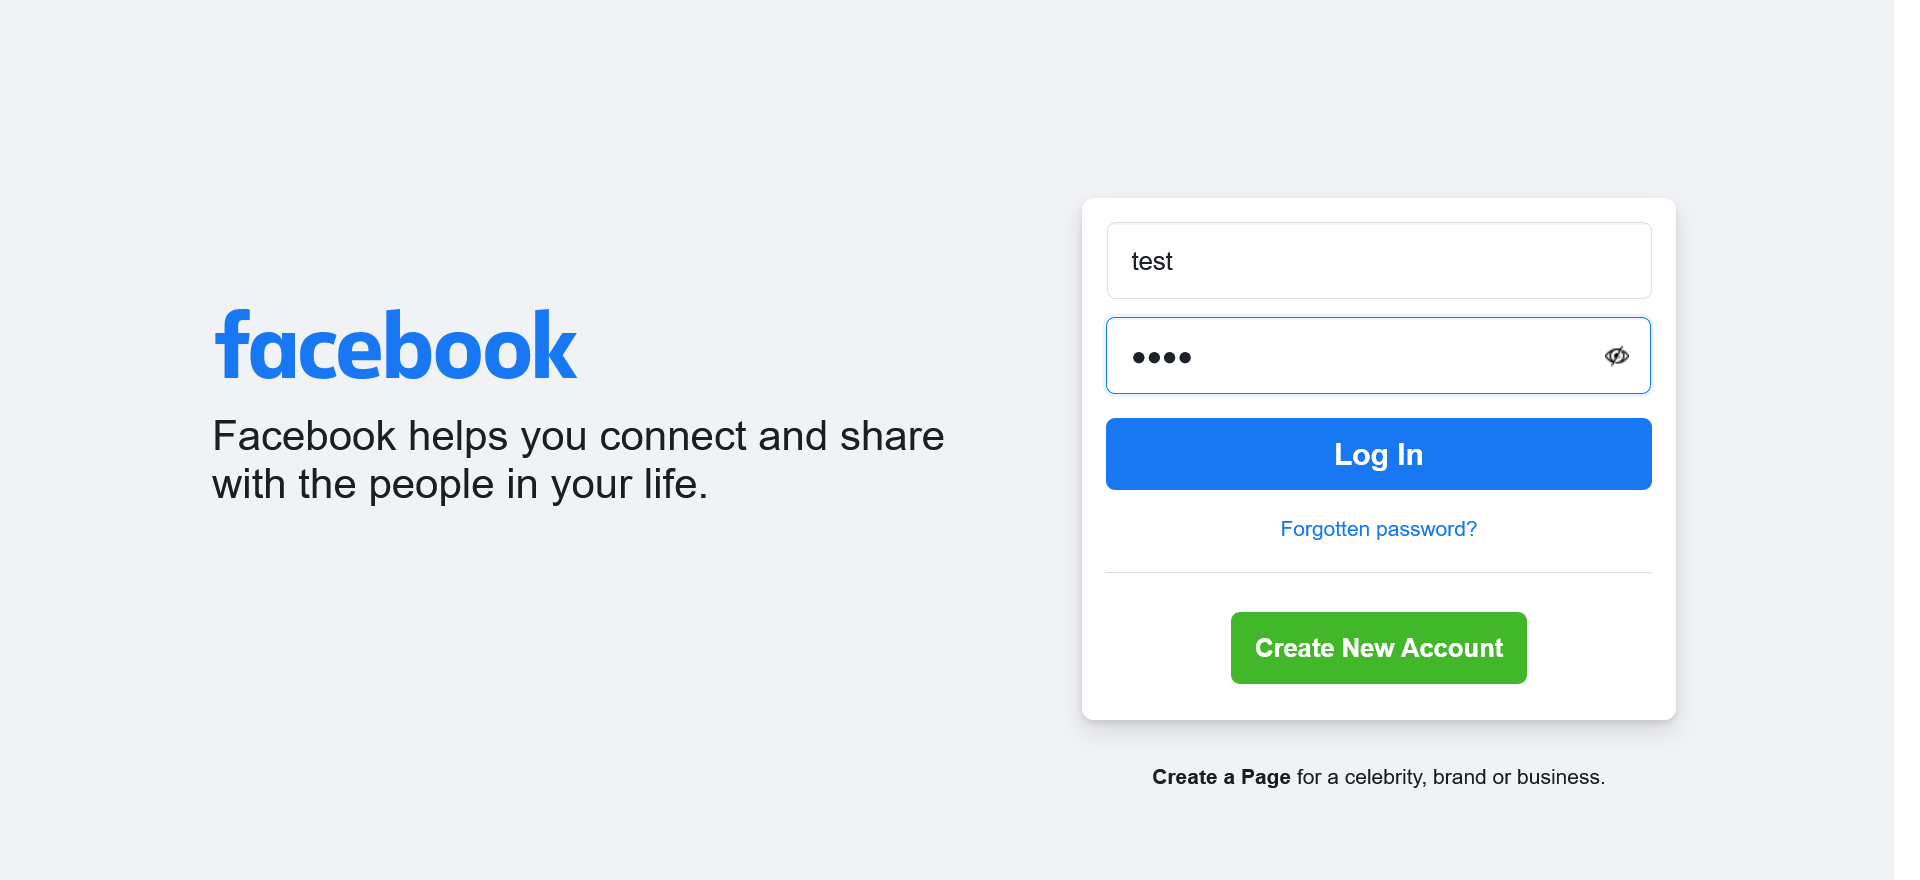 facebook
Facebook helps you connect and share
with the people in your life.
test
••••
Log In
Forgotten password?
Create New Account
Create a Page for a celebrity, brand or business.